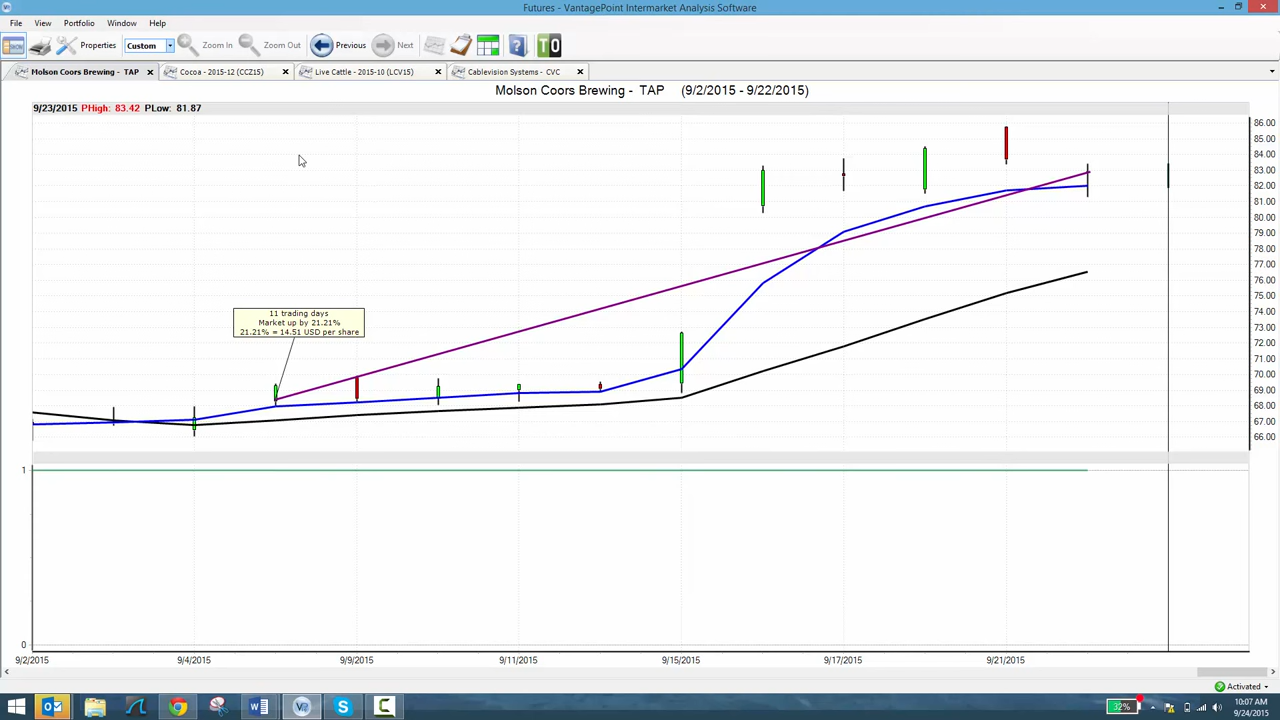 Futures - VantagePoint Intermarket Analysis Software
File View Portfolio Window Help
Properties Custom Zoom In Zoom Out Previous Next T0
Molson Coors Brewing - TAP Cocoa - 2015-12 (CCZ15) Live Cattle - 2015-10 (LCV15) Cablevision Systems - CVC
Molson Coors Brewing - TAP (9/2/2015 - 9/22/2015)
9/23/2015 PHigh: 83.42 PLow: 81.87
86.00
85.00
84.00
83.00
82.00
81.00
80.00
79.00
78.00
77.00
76.00
75.00
74.00
73.00
72.00
71.00
70.00
69.00
68.00
67.00
66.00
11 trading days
Market up by 21.21%
21.21% = 14.51 USD per share
1
0
9/2/2015 9/4/2015 9/9/2015 9/11/2015 9/15/2015 9/17/2015 9/21/2015
Activated
32%
10:07 AM
9/24/2015